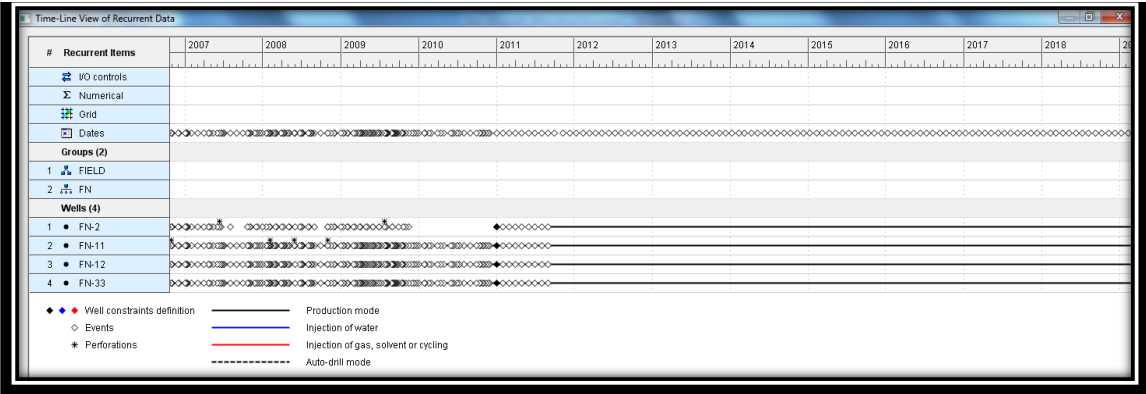 Time-Line View of Recurrent Data
# Recurrent Items 2007 2008 2009 2010 2011 2012 2013 2014 2015 2016 2017 2018 20
I/O controls
Σ Numerical
Grid
Dates
Groups (2)
1 FIELD
2 FN
Wells (4)
1 FN-2
2 FN-11
3 FN-12
4 FN-33
Well constraints definition Production mode
Events Injection of water
Perforations Injection of gas, solvent or cycling
Auto-drill mode